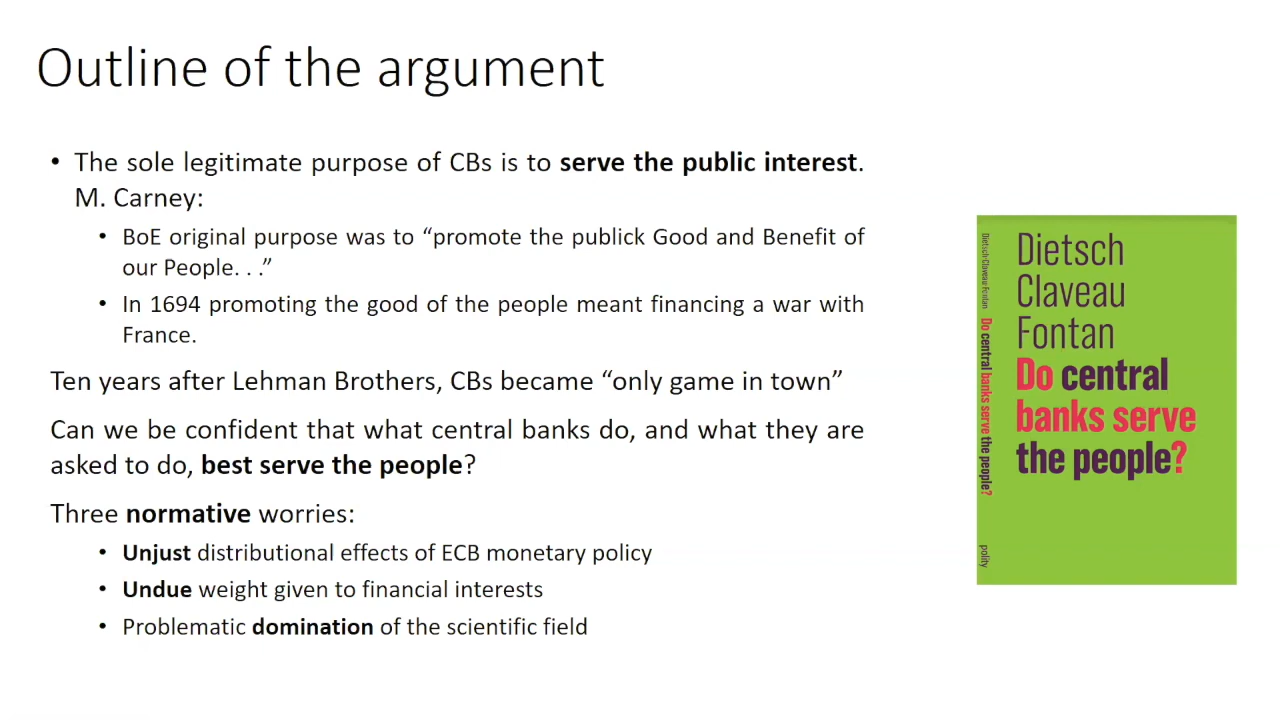 Outline of the argument
• The sole legitimate purpose of CBs is to serve the public interest.
M. Carney:
• BoE original purpose was to “promote the publick Good and Benefit of
our People. . .”
• In 1694 promoting the good of the people meant financing a war with
France.
Ten years after Lehman Brothers, CBs became “only game in town”
Can we be confident that what central banks do, and what they are
asked to do, best serve the people?
Three normative worries:
• Unjust distributional effects of ECB monetary policy
• Undue weight given to financial interests
• Problematic domination of the scientific field
Dietsch Claveau Fontan Do central banks serve the people? polity
Dietsch
Claveau
Fontan
Do central
banks serve
the people?